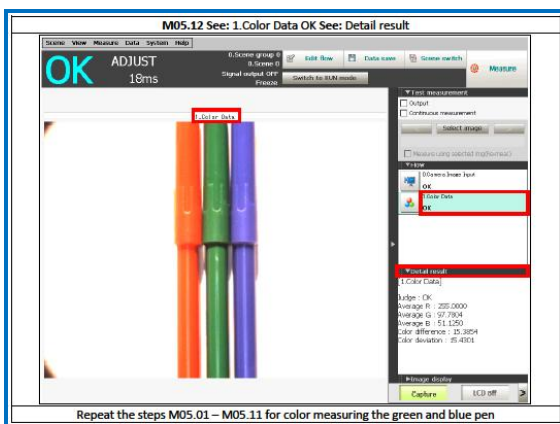 M05.12 See: 1.Color Data OK See: Detail result
Scene View Measure Data System Help
OK
ADJUST
18ms
0.Scene group 0
0.Scene 0
Signal output OFF
Freeze
Edit flow
Data save
Scene switch
Switch to RUN mode
Measure
1.Color Data
▼Test measurement
Output
Continuous measurement
Select image
▼Flow
0.Camera Image Input
OK
1.Color Data
OK
▼Detail result
[1.Color Data]
Judge : OK
Average R : 255.0000
Average G : 97.7804
Average B : 51.1250
Color difference : 15.3854
Color deviation : 15.4301
▶Image display
Capture
LCD off
>
Repeat the steps M05.01 – M05.11 for color measuring the green and blue pen